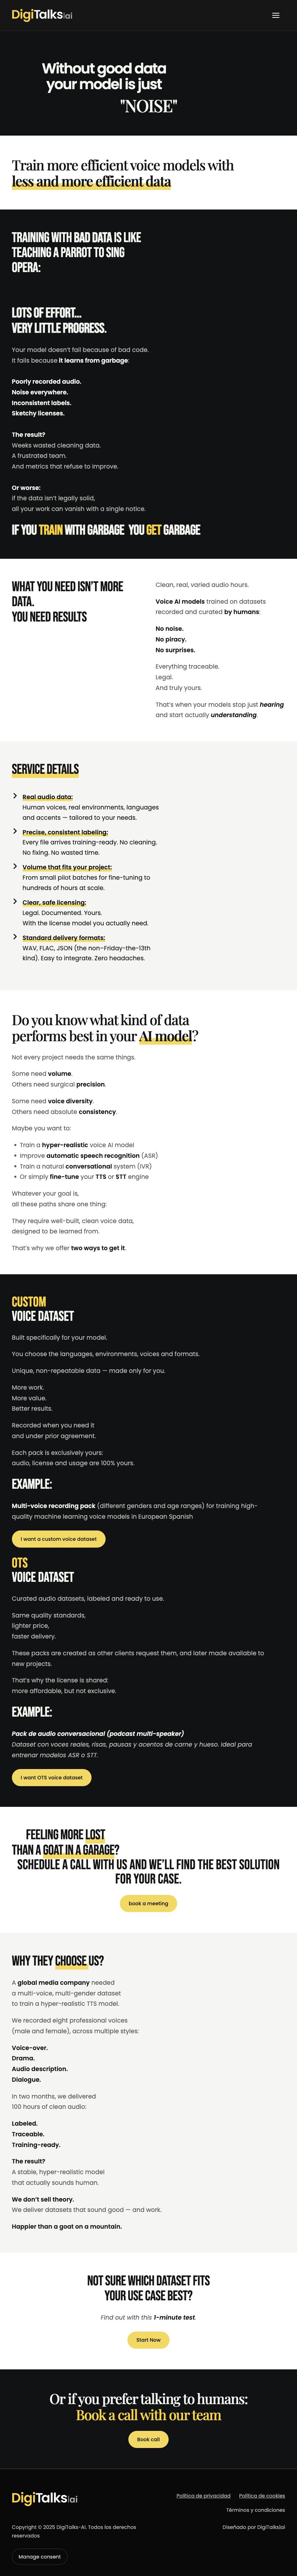 DigiTalks|ai
Without good data
your model is just
"NOISE"
Train more efficient voice models with
less and more efficient data
TRAINING WITH BAD DATA IS LIKE
TEACHING A PARROT TO SING
OPERA:
LOTS OF EFFORT...
VERY LITTLE PROGRESS.
Your model doesn't fail because of bad code.
It fails because it learns from garbage:
Poorly recorded audio.
Noise everywhere.
Inconsistent labels.
Sketchy licenses.
The result?
Weeks wasted cleaning data.
A frustrated team.
And metrics that refuse to improve.
Or worse:
if the data isn't legally solid,
all your work can vanish with a single notice.
IF YOU TRAIN WITH GARBAGE YOU GET GARBAGE
WHAT YOU NEED ISN'T MORE
DATA.
YOU NEED RESULTS
Clean, real, varied audio hours.
Voice AI models trained on datasets
recorded and curated by humans:
No noise.
No piracy.
No surprises.
Everything traceable.
Legal.
And truly yours.
That's when your models stop just hearing
and start actually understanding.
SERVICE DETAILS
Real audio data:
Human voices, real environments, languages
and accents — tailored to your needs.
Precise, consistent labeling:
Every file arrives training-ready. No cleaning.
No fixing. No wasted time.
Volume that fits your project:
From small pilot batches for fine-tuning to
hundreds of hours at scale.
Clear, safe licensing:
Legal. Documented. Yours.
With the license model you actually need.
Standard delivery formats:
WAV, FLAC, JSON (the non-Friday-the-13th
kind). Easy to integrate. Zero headaches.
Do you know what kind of data
performs best in your AI model?
Not every project needs the same things.
Some need volume.
Others need surgical precision.
Some need voice diversity.
Others need absolute consistency.
Maybe you want to:
• Train a hyper-realistic voice AI model
• Improve automatic speech recognition (ASR)
• Train a natural conversational system (IVR)
• Or simply fine-tune your TTS or STT engine
Whatever your goal is,
all these paths share one thing:
They require well-built, clean voice data,
designed to be learned from.
That's why we offer two ways to get it.
CUSTOM
VOICE DATASET
Built specifically for your model.
You choose the languages, environments, voices and formats.
Unique, non-repeatable data — made only for you.
More work.
More value.
Better results.
Recorded when you need it
and under prior agreement.
Each pack is exclusively yours:
audio, license and usage are 100% yours.
EXAMPLE:
Multi-voice recording pack (different genders and age ranges) for training high-
quality machine learning voice models in European Spanish
I want a custom voice dataset
OTS
VOICE DATASET
Curated audio datasets, labeled and ready to use.
Same quality standards,
lighter price,
faster delivery.
These packs are created as other clients request them, and later made available to
new projects.
That's why the license is shared:
more affordable, but not exclusive.
EXAMPLE:
Pack de audio conversacional (podcast multi-speaker)
Dataset con voces reales, risas, pausas y acentos de carne y hueso. Ideal para
entrenar modelos ASR o STT.
I want OTS voice dataset
FEELING MORE LOST
THAN A GOAT IN A GARAGE?
SCHEDULE A CALL WITH US AND WE'LL FIND THE BEST SOLUTION
FOR YOUR CASE.
book a meeting
WHY THEY CHOOSE US?
A global media company needed
a multi-voice, multi-gender dataset
to train a hyper-realistic TTS model.
We recorded eight professional voices
(male and female), across multiple styles:
Voice-over.
Drama.
Audio description.
Dialogue.
In two months, we delivered
100 hours of clean audio:
Labeled.
Traceable.
Training-ready.
The result?
A stable, hyper-realistic model
that actually sounds human.
We don't sell theory.
We deliver datasets that sound good — and work.
Happier than a goat on a mountain.
NOT SURE WHICH DATASET FITS
YOUR USE CASE BEST?
Find out with this 1-minute test.
Start Now
Or if you prefer talking to humans:
Book a call with our team
Book call
DigiTalks|ai
Política de privacidad Política de cookies
Términos y condiciones
Copyright © 2025 DigiTalks-AI. Todos los derechos
reservados
Diseñado por DigiTalks|ai
Manage consent